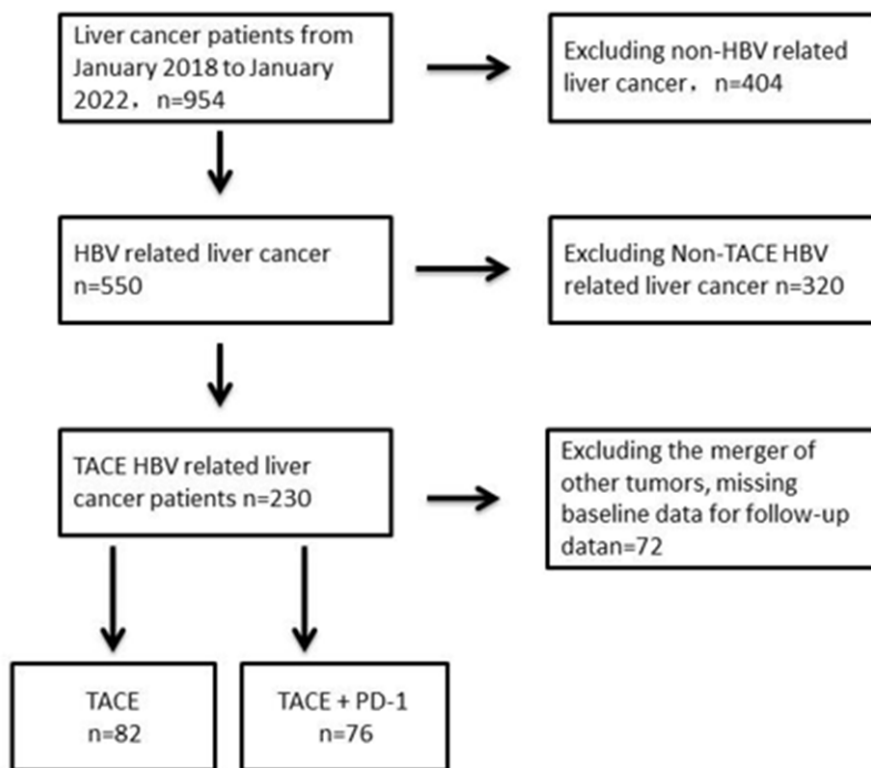 Liver cancer patients from
January 2018 to January
2022，n=954
Excluding non-HBV related
liver cancer，n=404
HBV related liver cancer
n=550
Excluding Non-TACE HBV
related liver cancer n=320
TACE HBV related liver
cancer patients n=230
Excluding the merger of
other tumors, missing
baseline data for follow-up
datan=72
TACE
n=82
TACE + PD-1
n=76